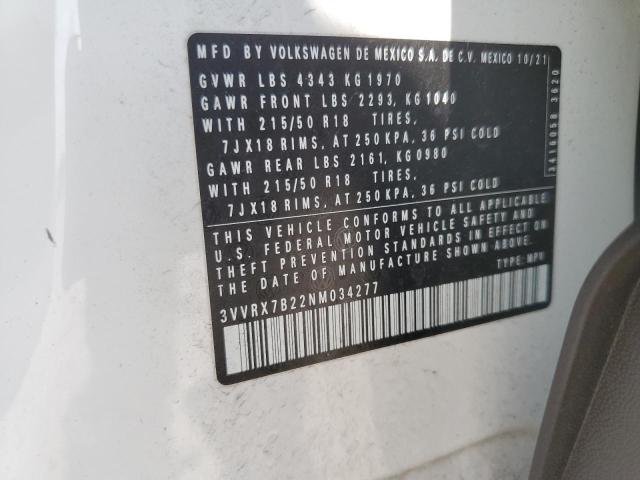 MFD BY VOLKSWAGEN DE MEXICO S.A. DE C.V. MEXICO 10/21
GVWR LBS 4343 KG 1970
GAWR FRONT LBS 2293, KG 1040
WITH 215/50 R18 TIRES,
7JX18 RIMS, AT 250 KPA, 36 PSI COLD
GAWR REAR LBS 2161, KG 0980
WITH 215/50 R18 TIRES,
7JX18 RIMS, AT 250 KPA, 36 PSI COLD
THIS VEHICLE CONFORMS TO ALL APPLICABLE
U.S. FEDERAL MOTOR VEHICLE SAFETY AND
THEFT PREVENTION STANDARDS IN EFFECT ON
THE DATE OF MANUFACTURE SHOWN ABOVE.
3VVRX7B22NM034277 TYPE: MPV
3416058 3620